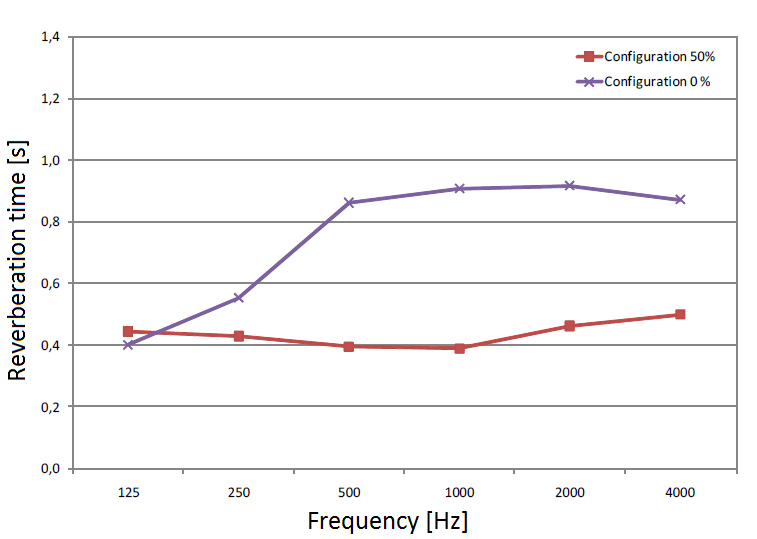 1,4
1,2
1,0
0,8
0,6
0,4
0,2
0,0
Reverberation time [s]
Configuration 50%
Configuration 0 %
125 250 500 1000 2000 4000
Frequency [Hz]